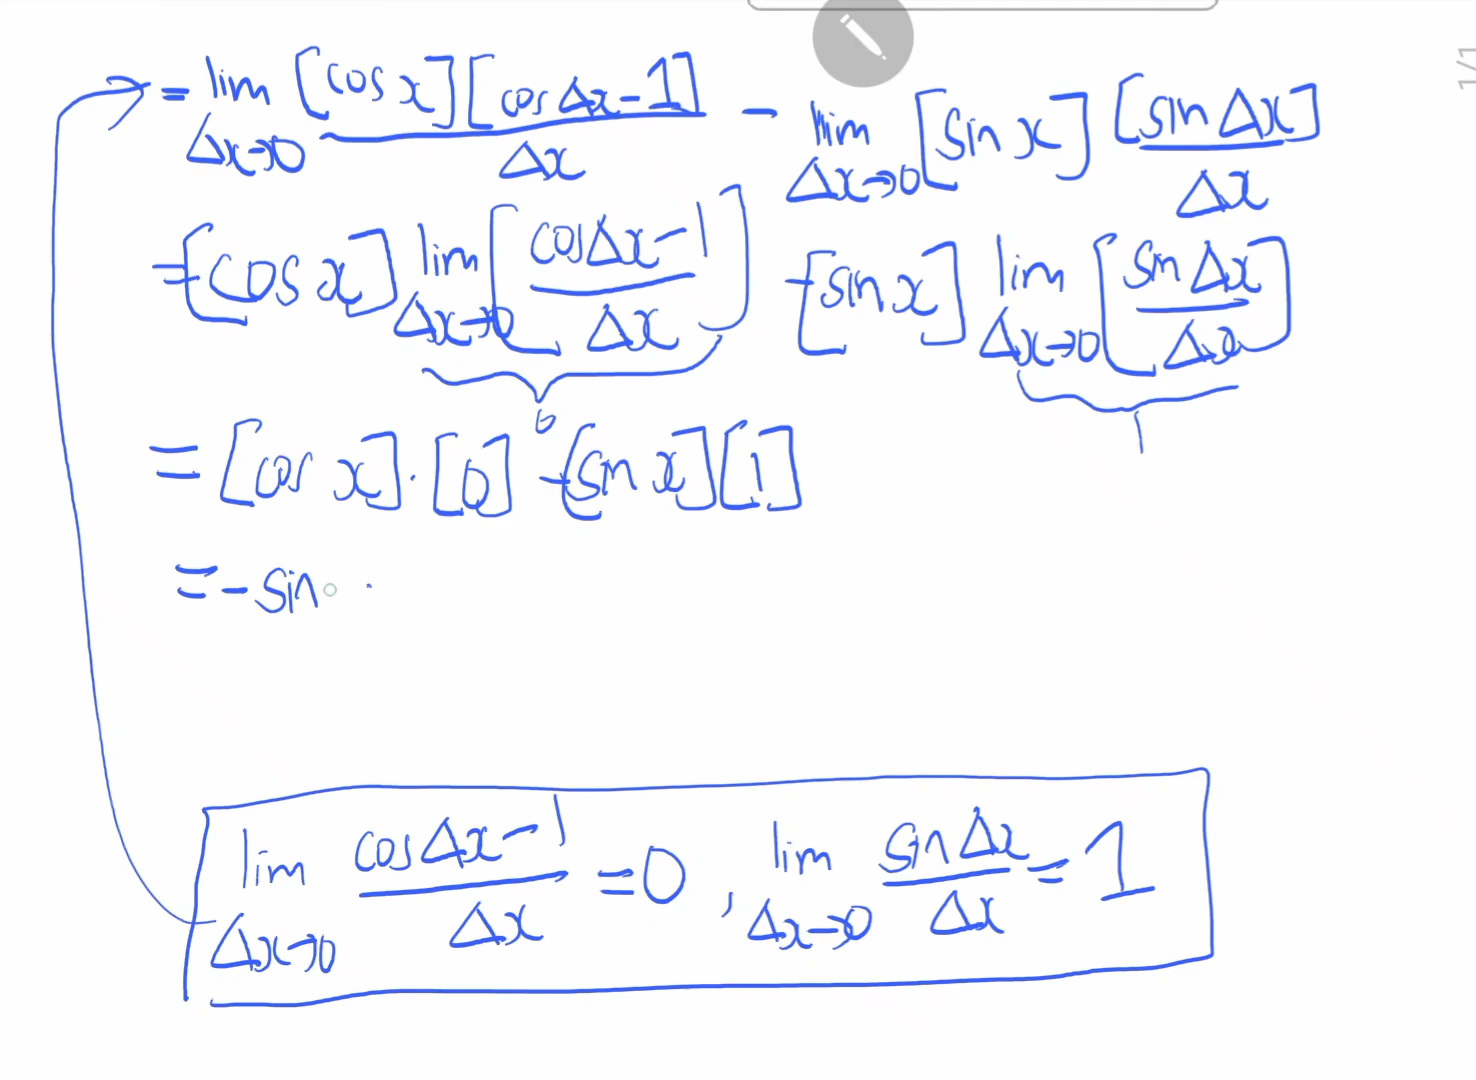 = lim Δx→0 [cos x][cos Δx - 1] / Δx - lim Δx→0 [sin x] [sin Δx] / Δx
= [cos x] lim Δx→0 [cos Δx - 1 / Δx] - [sin x] lim Δx→0 [sin Δx / Δx]
0 1
= [cos x] · [0] - [sin x][1]
= - sin
lim Δx→0 cos Δx - 1 / Δx = 0 , lim Δx→0 sin Δx / Δx = 1
1/1